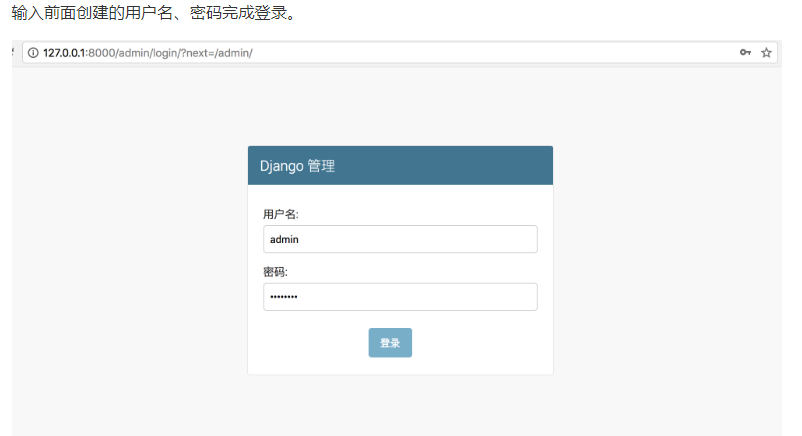 输入前面创建的用户名、密码完成登录。
127.0.0.1:8000/admin/login/?next=/admin/
Django 管理
用户名:
admin
密码:
••••••••
登录